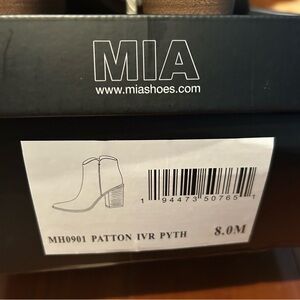 MIA
www.miashoes.com
1 94473 50765 1
MH0901 PATTON IVR PYTH 8.0M